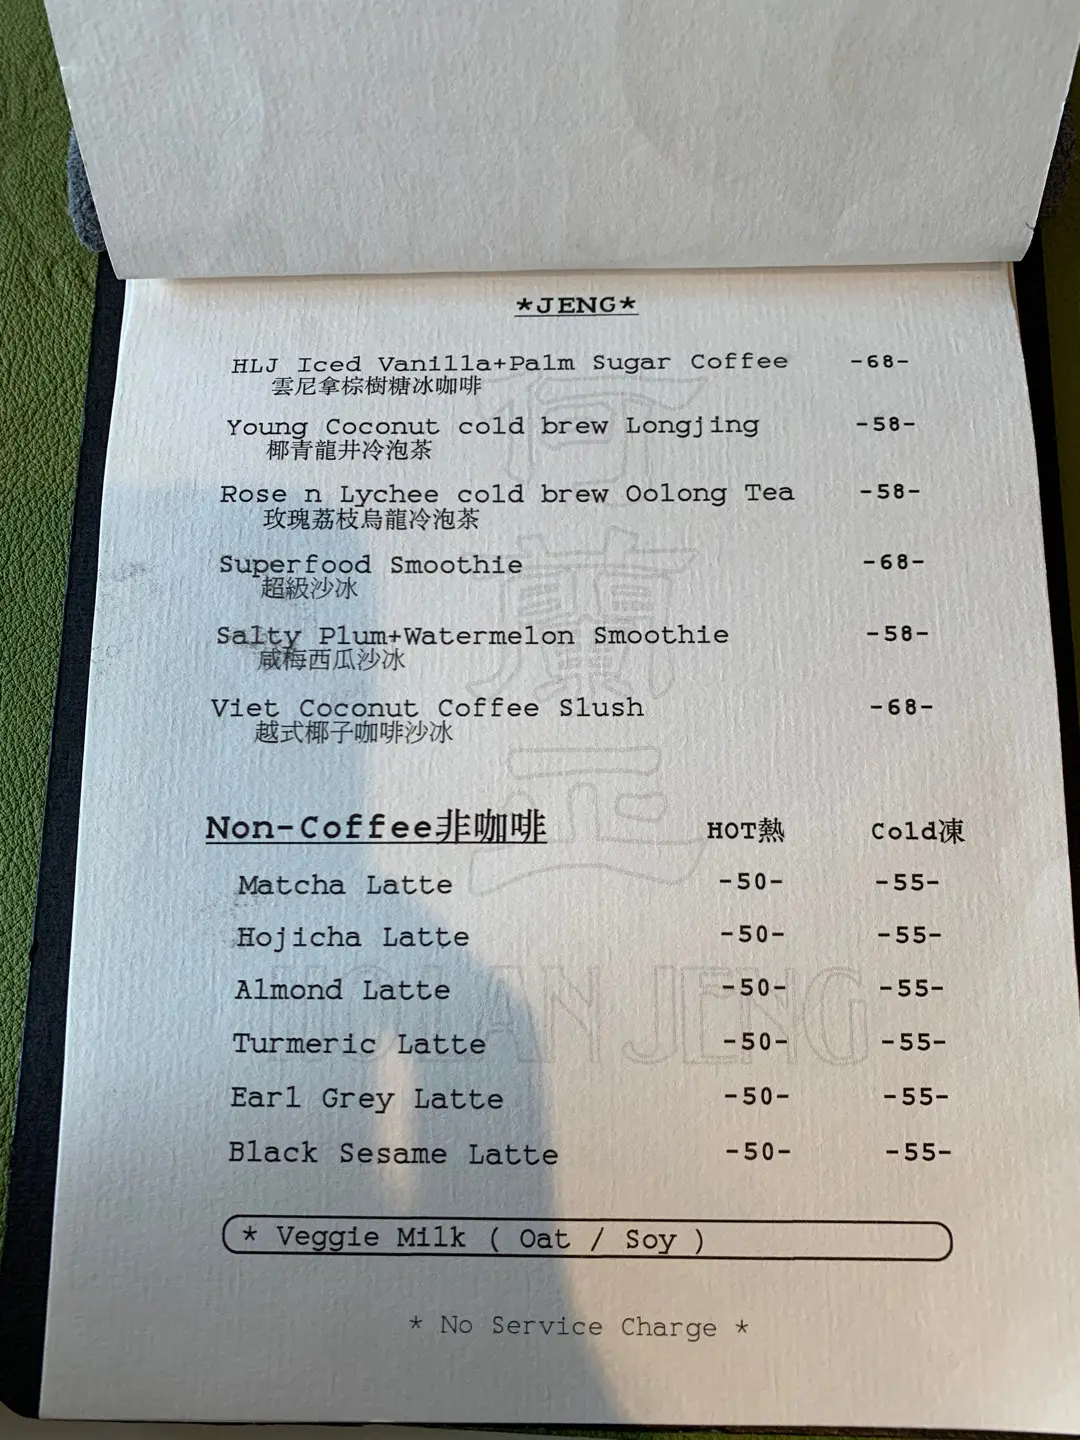 *JENG*
HLJ Iced Vanilla+Palm Sugar Coffee -68-
雲尼拿棕樹糖冰咖啡
Young Coconut cold brew Longjing -58-
椰青龍井冷泡茶
Rose n Lychee cold brew Oolong Tea -58-
玫瑰荔枝烏龍冷泡茶
Superfood Smoothie -68-
超級沙冰
Salty Plum+Watermelon Smoothie -58-
咸梅西瓜沙冰
Viet Coconut Coffee Slush -68-
越式椰子咖啡沙冰
何蘭正
Non-Coffee非咖啡 HOT熱 Cold凍
Matcha Latte -50- -55-
Hojicha Latte -50- -55-
HOLAN JENG
Almond Latte -50- -55-
Turmeric Latte -50- -55-
Earl Grey Latte -50- -55-
Black Sesame Latte -50- -55-
* Veggie Milk ( Oat / Soy )
* No Service Charge *